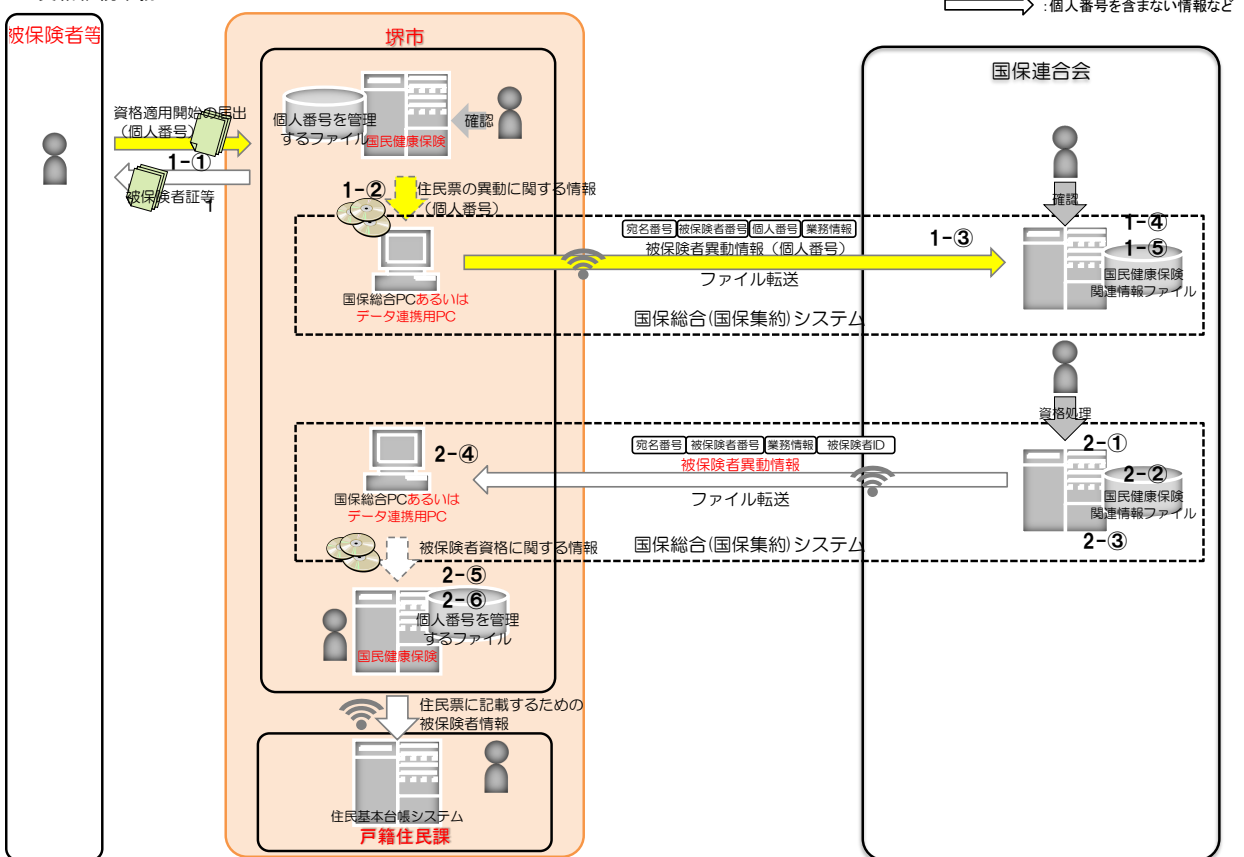 :個人番号を含まない情報など
被保険者等
堺市
国保連合会
資格適用開始の届出
(個人番号)
1-①
被保険者証等
1
個人番号を管理
するファイル
国民健康保険
確認
1-②
住民票の異動に関する情報
(個人番号)
国保総合PCあるいは
データ連携用PC
宛名番号 被保険者番号 個人番号 業務情報
被保険者異動情報(個人番号)
1-③
ファイル転送
国保総合(国保集約)システム
確認
1-④
1-⑤
国民健康保険
関連情報ファイル
資格処理
2-①
2-②
国民健康保険
関連情報ファイル
2-③
宛名番号 被保険者番号 業務情報 被保険者ID
被保険者異動情報
ファイル転送
国保総合(国保集約)システム
2-④
国保総合PCあるいは
データ連携用PC
被保険者資格に関する情報
2-⑤
2-⑥
個人番号を管理
するファイル
国民健康保険
住民票に記載するための
被保険者情報
住民基本台帳システム
戸籍住民課